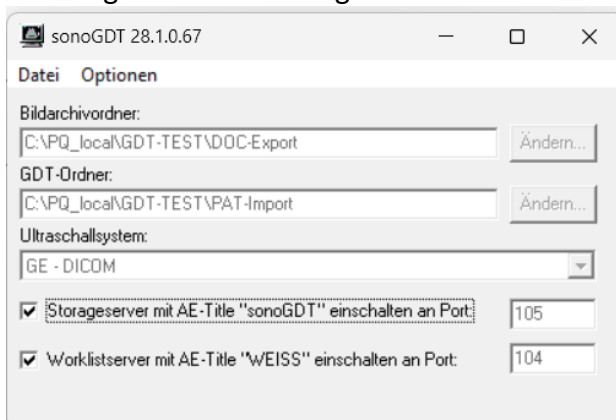 sonoGDT 28.1.0.67
Datei Optionen
Bildarchivordner:
C:\PQ_local\GDT-TEST\DOC-Export
Ändern...
GDT-Ordner:
C:\PQ_local\GDT-TEST\PAT-Import
Ändern...
Ultraschallsystem:
GE - DICOM
Storageserver mit AE-Title "sonoGDT" einschalten an Port: 105
Worklistserver mit AE-Title "WEISS" einschalten an Port: 104